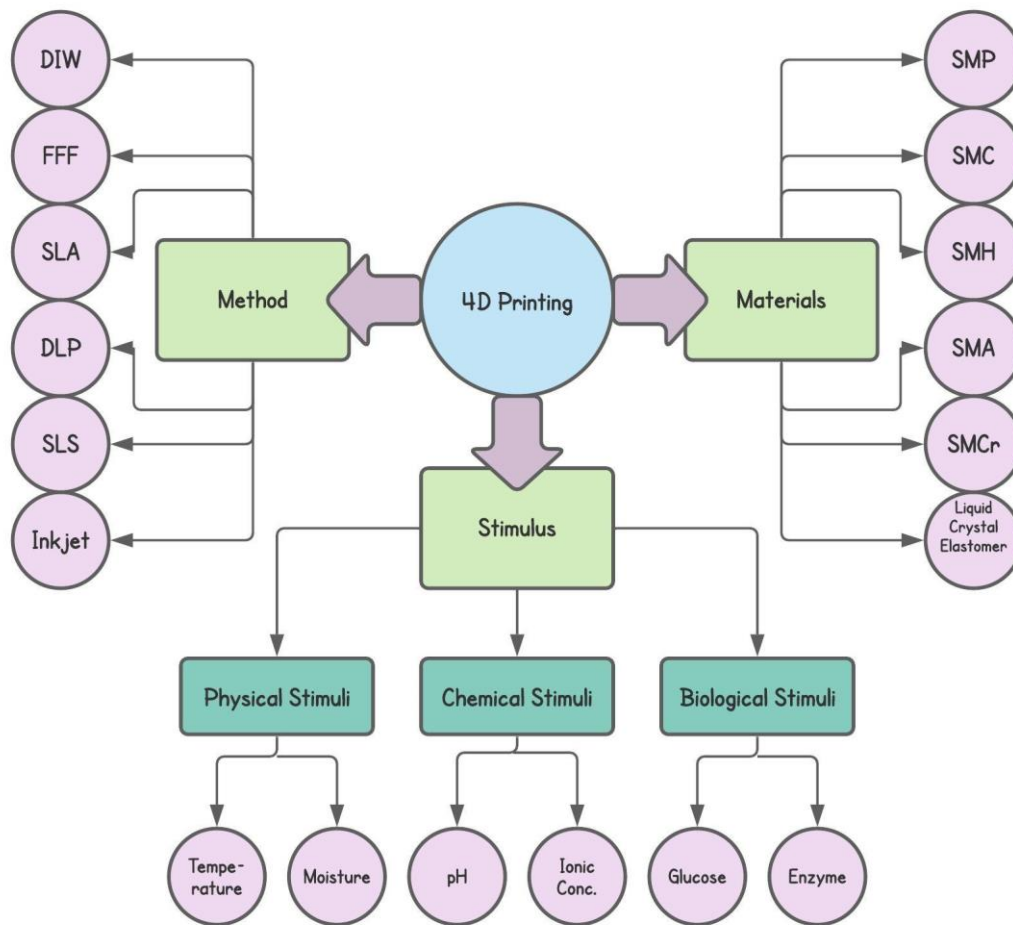 DIW
FFF
SLA
DLP
SLS
Inkjet
Method
4D Printing
Materials
SMP
SMC
SMH
SMA
SMCr
Liquid
Crystal
Elastomer
Stimulus
Physical Stimuli
Chemical Stimuli
Biological Stimuli
Tempe-
rature
Moisture
pH
Ionic
Conc.
Glucose
Enzyme